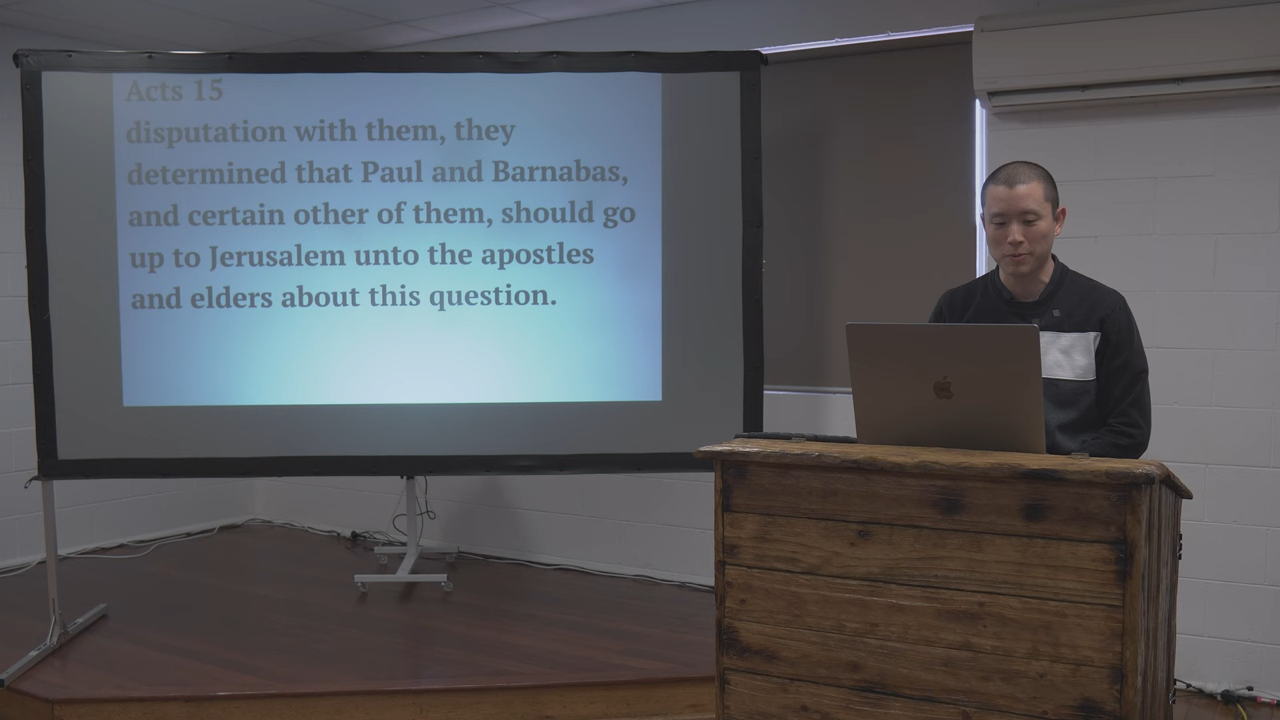 Acts 15
disputation with them, they
determined that Paul and Barnabas,
and certain other of them, should go
up to Jerusalem unto the apostles
and elders about this question.